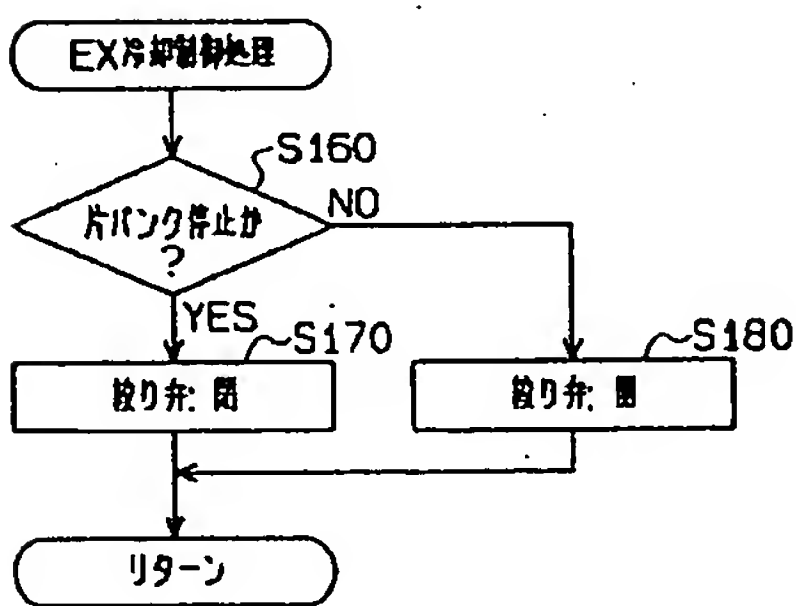 EX冷却制御処理
S160
片バンク停止か
?
NO
YES
S170
絞り弁:閉
S180
絞り弁:
リターン